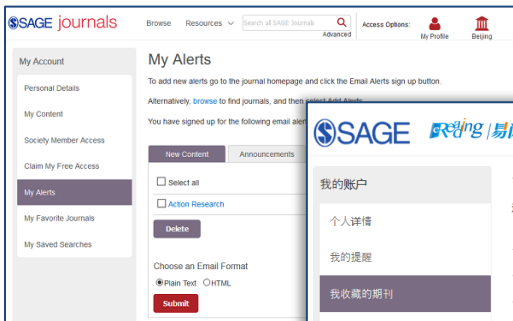 SAGE journals
Browse Resources Search all SAGE Journals Advanced Access Options: My Profile Beijing
My Account
Personal Details
My Content
Society Member Access
Claim My Free Access
My Alerts
My Favorite Journals
My Saved Searches
My Alerts
To add new alerts go to the journal homepage and click the Email Alerts sign up button.
Alternatively, browse to find journals, and then select Add Alerts
You have signed up for the following email aler
New Content Announcements
Select all
Action Research
Delete
Choose an Email Format
Plain Text HTML
Submit
SAGE
我的账户
个人详情
我的提醒
我收藏的期刊